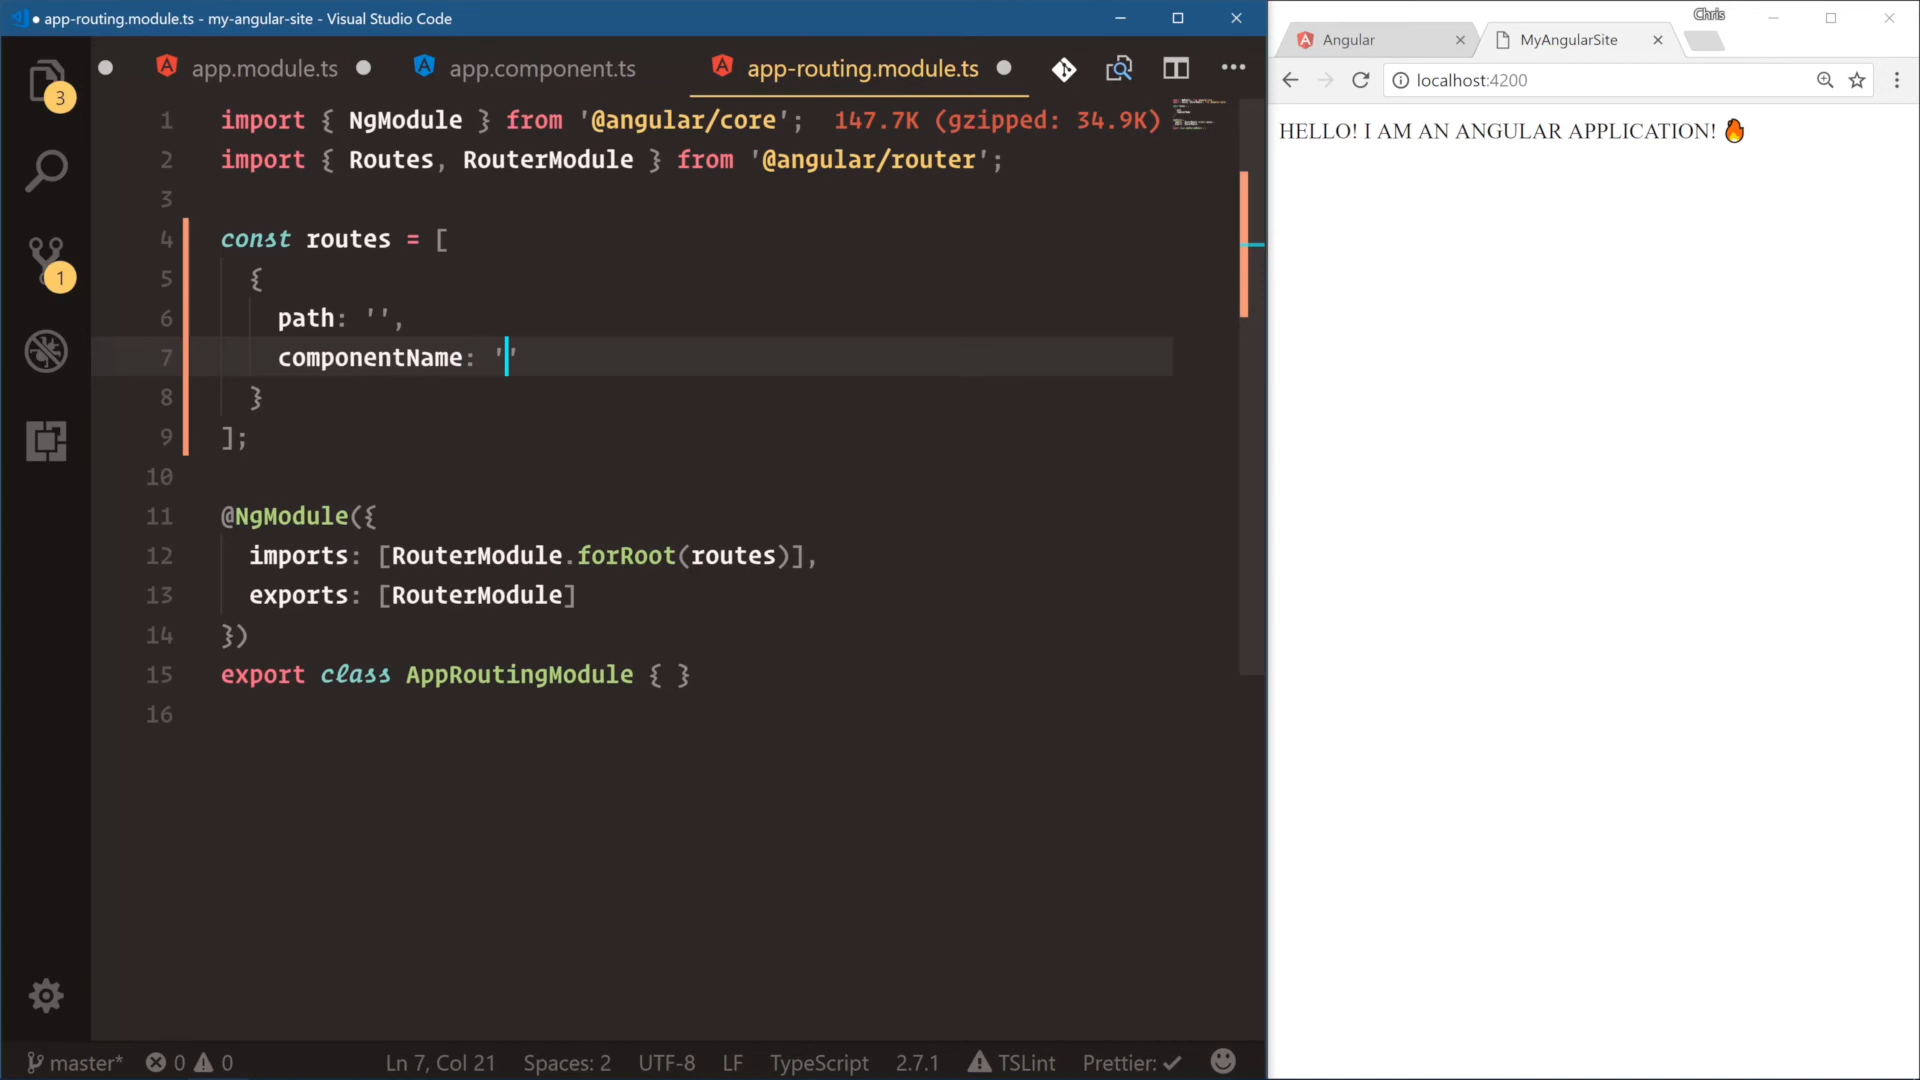 ● app-routing.module.ts - my-angular-site - Visual Studio Code
app.module.ts
app.component.ts
app-routing.module.ts
3
1
1 import { NgModule } from '@angular/core'; 147.7K (gzipped: 34.9K)
2 import { Routes, RouterModule } from '@angular/router';
3
4 const routes = [
5 {
6 path: '',
7 componentName: ''
8 }
9 ];
10
11 @NgModule({
12 imports: [RouterModule.forRoot(routes)],
13 exports: [RouterModule]
14 })
15 export class AppRoutingModule { }
16
master* 0 0 Ln 7, Col 21 Spaces: 2 UTF-8 LF TypeScript 2.7.1 TSLint Prettier: ✓
Chris
Angular
MyAngularSite
localhost:4200
HELLO! I AM AN ANGULAR APPLICATION! 🔥